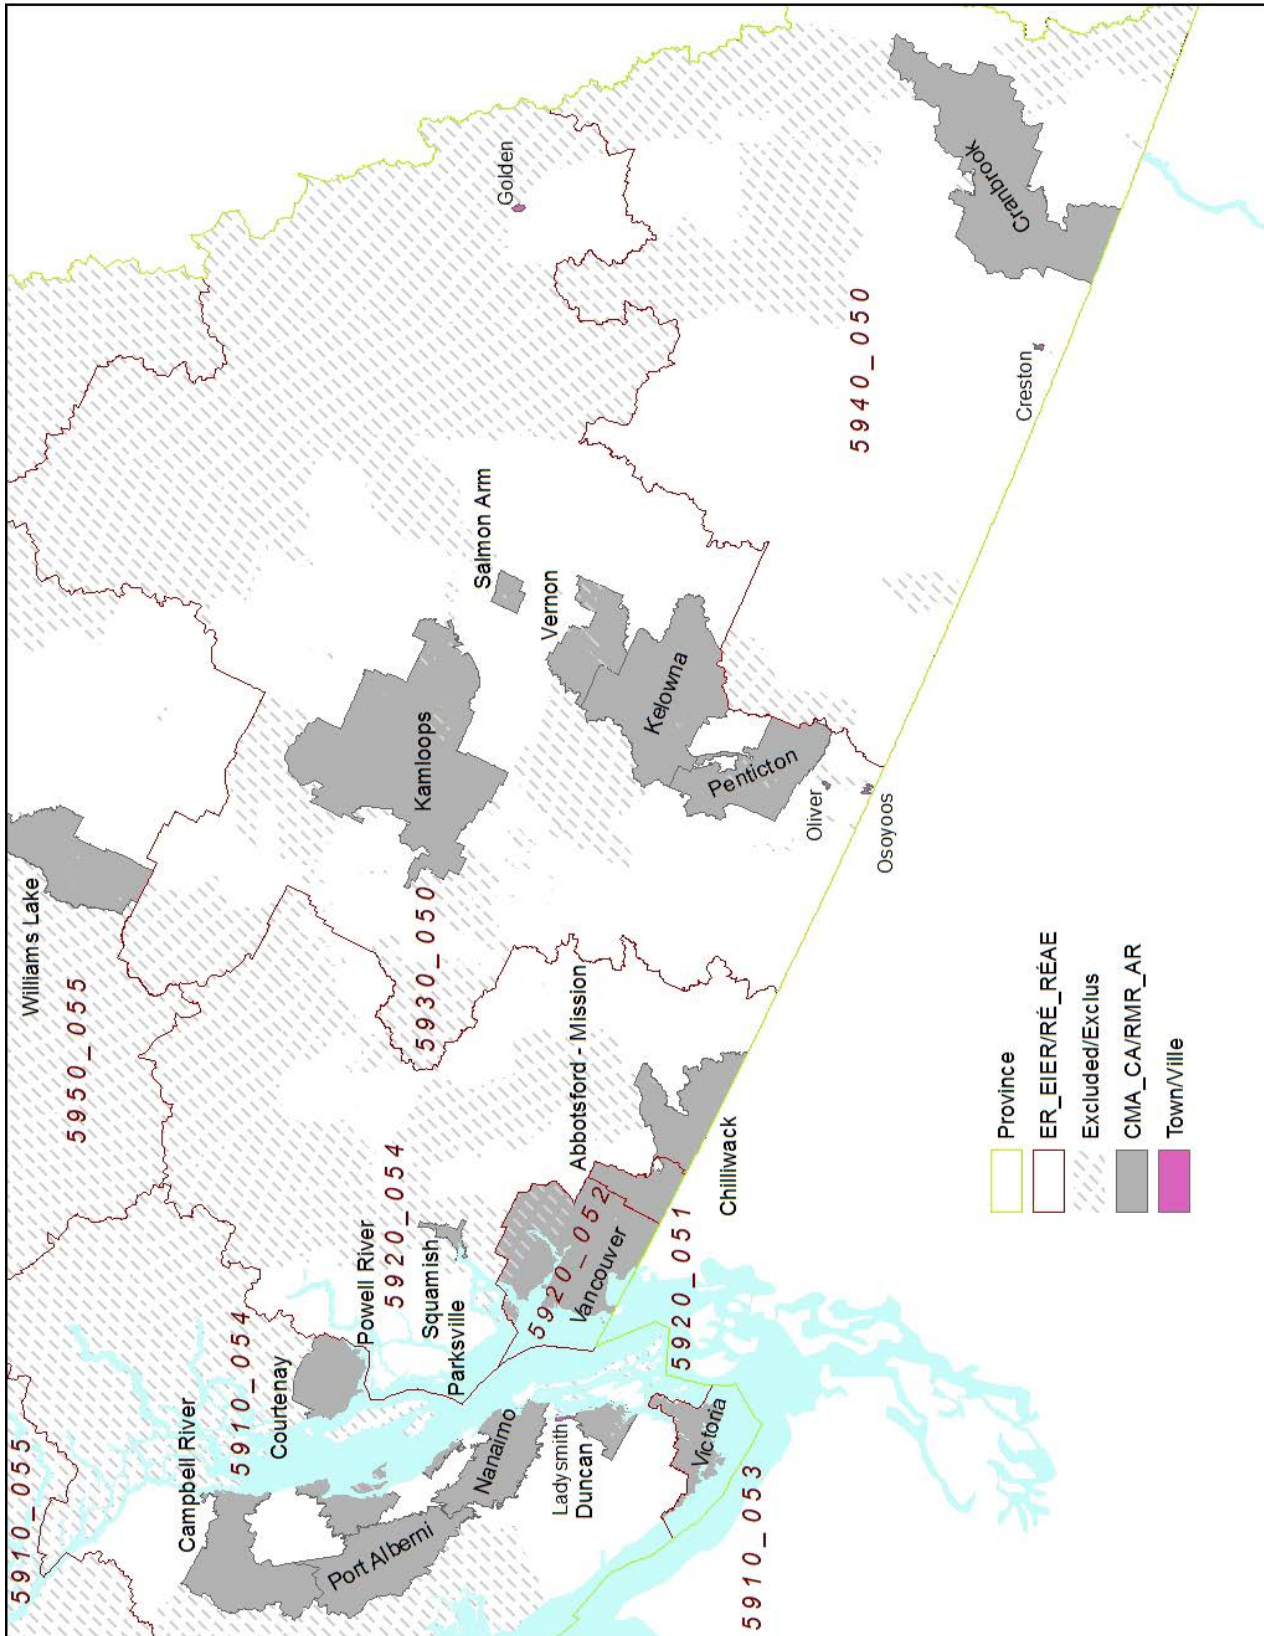 5910_055
Campbell River
5910_054
Courtenay
Powell River
5920_054
Squamish
Parksville
Port Alberni
Nanaimo
Ladysmith
Duncan
Victoria
5910_053
5920_052
Vancouver
5920_051
Abbotsford - Mission
Chilliwack
5950_055
Williams Lake
5930_050
Kamloops
Salmon Arm
Vernon
Kelowna
Penticton
Oliver
Osoyoos
Golden
5940_050
Creston
Cranbrook
Province
ER_EIER/RÉ_RÉAE
Excluded/Exclus
CMA_CA/RMR_AR
Town/Ville